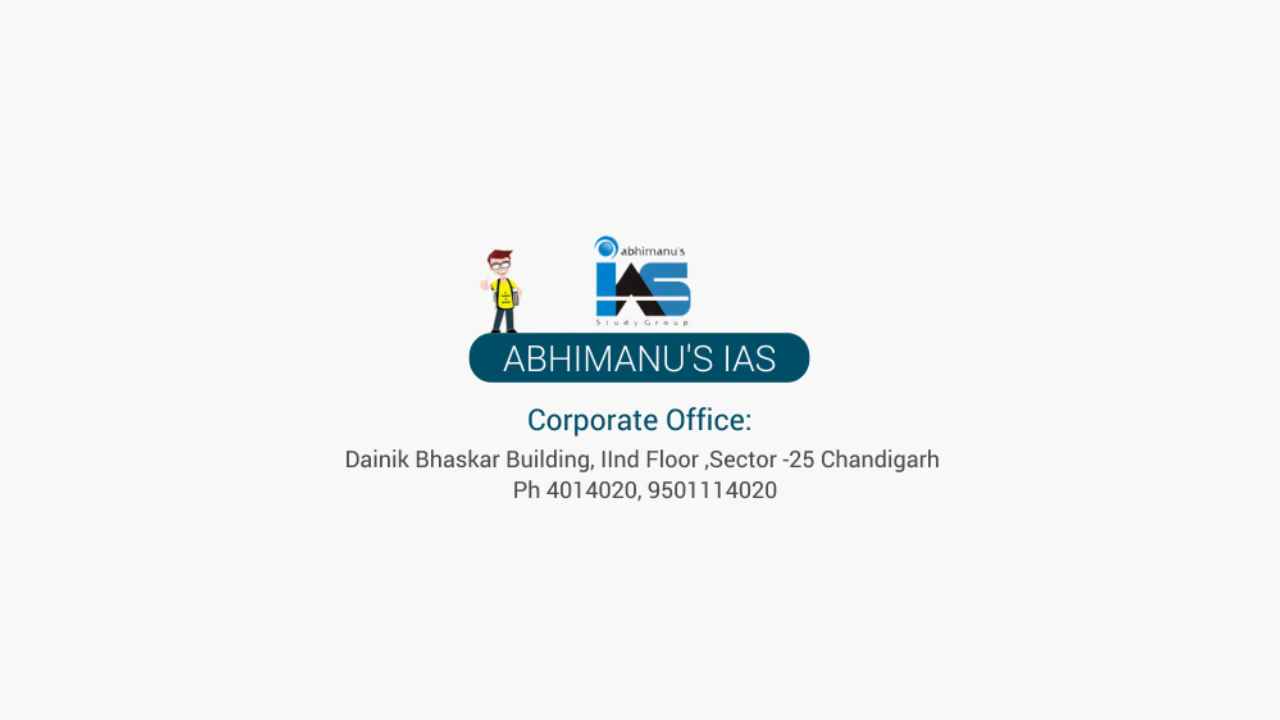 abhimanu's
IAS
Study Group
ABHIMANU'S IAS
Corporate Office:
Dainik Bhaskar Building, IInd Floor ,Sector -25 Chandigarh
Ph 4014020, 9501114020